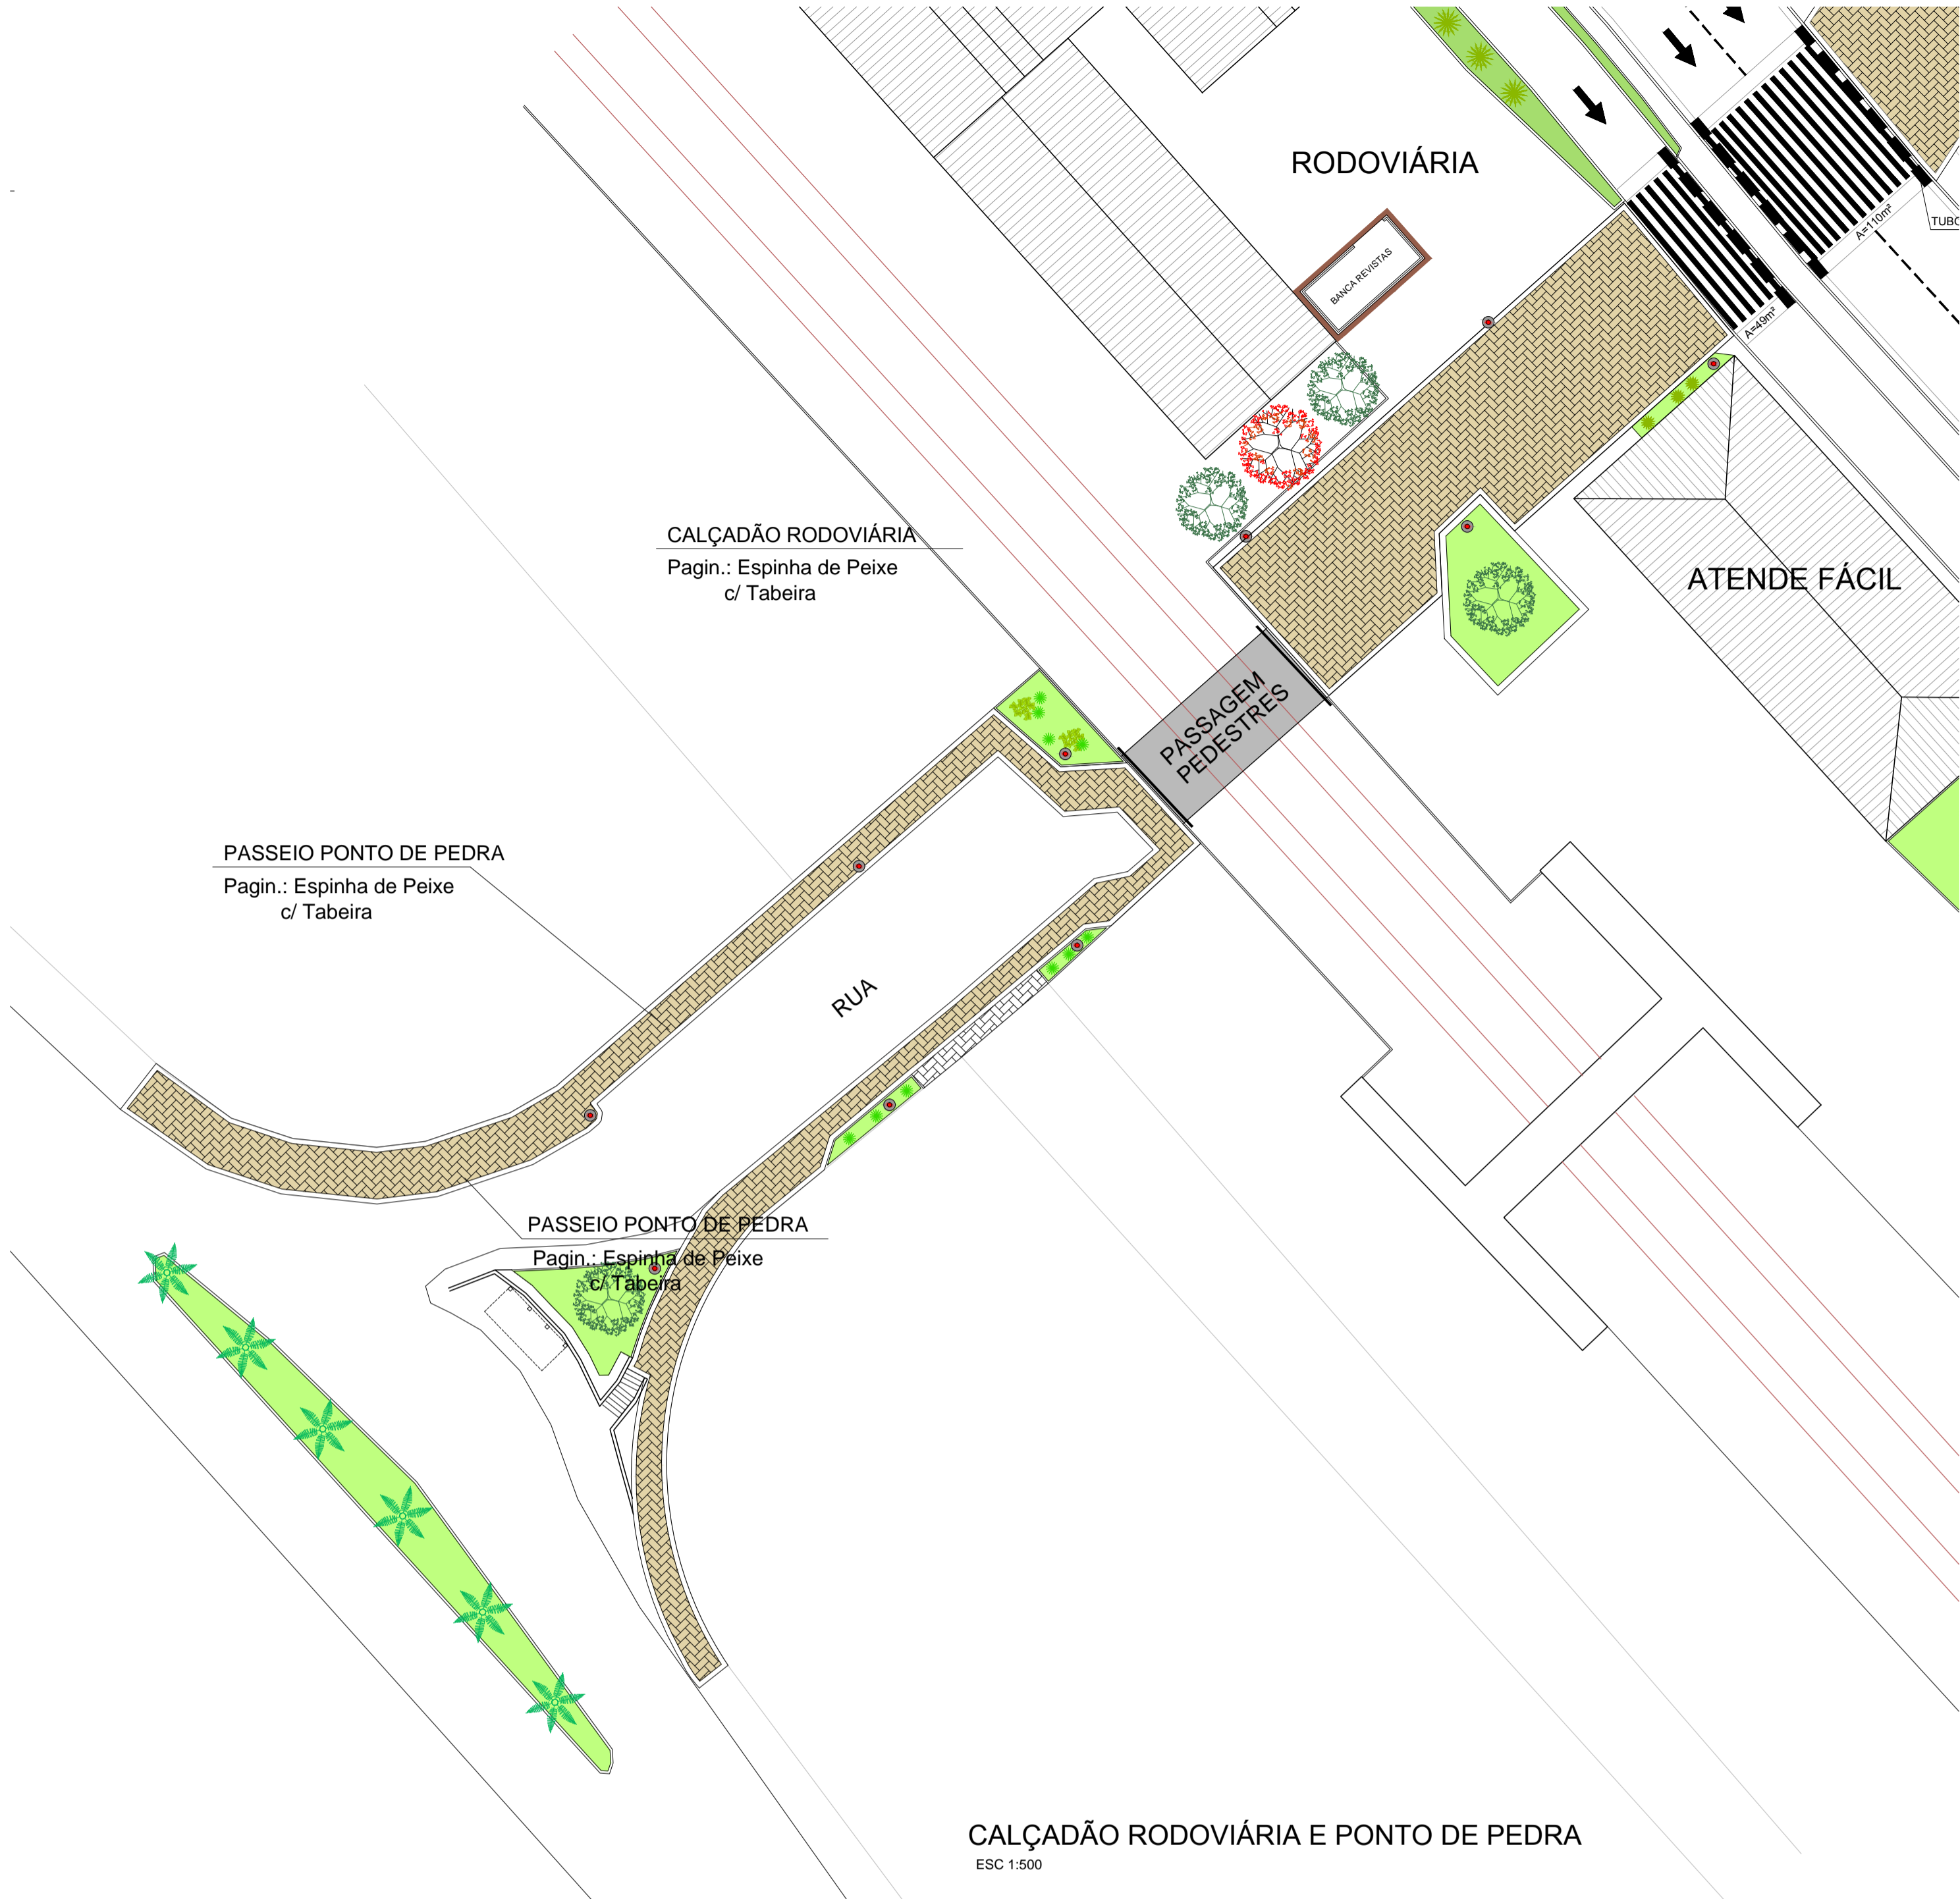 RODOVIÁRIA
A=110m²
TUBO
BANCA REVISTAS
A=49m²
CALÇADÃO RODOVIÁRIA
Pagin.: Espinha de Peixe
c/ Tabeira
ATENDE FÁCIL
PASSAGEM
PEDESTRES
PASSEIO PONTO DE PEDRA
Pagin.: Espinha de Peixe
c/ Tabeira
RUA
PASSEIO PONTO DE PEDRA
Pagin.: Espinha de Peixe
c/ Tabeira
CALÇADÃO RODOVIÁRIA E PONTO DE PEDRA
ESC 1:500